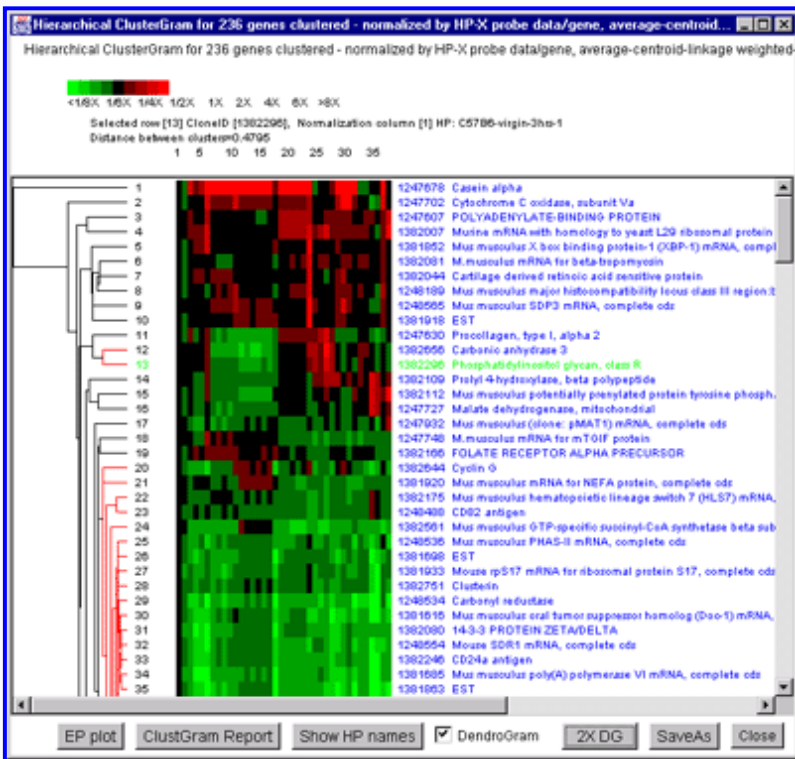 Hierarchical ClusterGram for 236 genes clustered - normalized by HP-X probe data/gene, average-centroid...
Hierarchical ClusterGram for 236 genes clustered - normalized by HP-X probe data/gene, average-centroid-linkage weighted-
<1/8X 1/6X 1/4X 1/2X 1X 2X 4X 6X >8X
Selected row [13] CloneID [1382296], Normalization column [1] HP: C57B6-virgin-3hrs-1
Distance between clusters=0.4795
1 5 10 15 20 25 30 35
1 1247678 Casein alpha
2 1247702 Cytochrome C oxidase, subunit Va
3 1247607 POLYADENYLATE-BINDING PROTEIN
4 1382007 Murine mRNA with homology to yeast L29 ribosomal protein
5 1381852 Mus musculus X box binding protein-1 (XBP-1) mRNA, compl
6 1382081 M.musculus mRNA for beta-tropomyosin
7 1382044 Cartilage derived retinoic acid sensitive protein
8 1248189 Mus musculus major histocompatibility locus class III region:t
9 1248565 Mus musculus SDP3 mRNA, complete cds
10 1381918 EST
11 1247630 Procollagen, type I, alpha 2
12 1382656 Carbonic anhydrase 3
13 1382296 Phosphatidylinositol glycan, class R
14 1382109 Prolyl 4-hydroxylase, beta polypeptide
15 1382112 Mus musculus potentially prenylated protein tyrosine phosph.
16 1247727 Malate dehydrogenase, mitochondrial
17 1247932 Mus musculus (clone: pMAT1) mRNA, complete cds
18 1247748 M.musculus mRNA for mTGIF protein
19 1382166 FOLATE RECEPTOR ALPHA PRECURSOR
20 1382644 Cyclin G
21 1381920 Mus musculus mRNA for NEFA protein, complete cds
22 1382175 Mus musculus hematopoietic lineage switch 7 (HLS7) mRNA,
23 1248488 CD82 antigen
24 1382561 Mus musculus GTP-specific succinyl-CoA synthetase beta sub
25 1248536 Mus musculus PHAS-II mRNA, complete cds
26 1381698 EST
27 1381933 Mouse rpS17 mRNA for ribosomal protein S17, complete cds
28 1382751 Clusterin
29 1248534 Carbonyl reductase
30 1381616 Mus musculus oral tumor suppressor homolog (Doc-1) mRNA,
31 1382080 14-3-3 PROTEIN ZETA/DELTA
32 1248554 Mouse SDR1 mRNA, complete cds
33 1382246 CD24a antigen
34 1381685 Mus musculus poly(A) polymerase VI mRNA, complete cds
35 1381863 EST
EP plot ClustGram Report Show HP names DendroGram 2X DG SaveAs Close